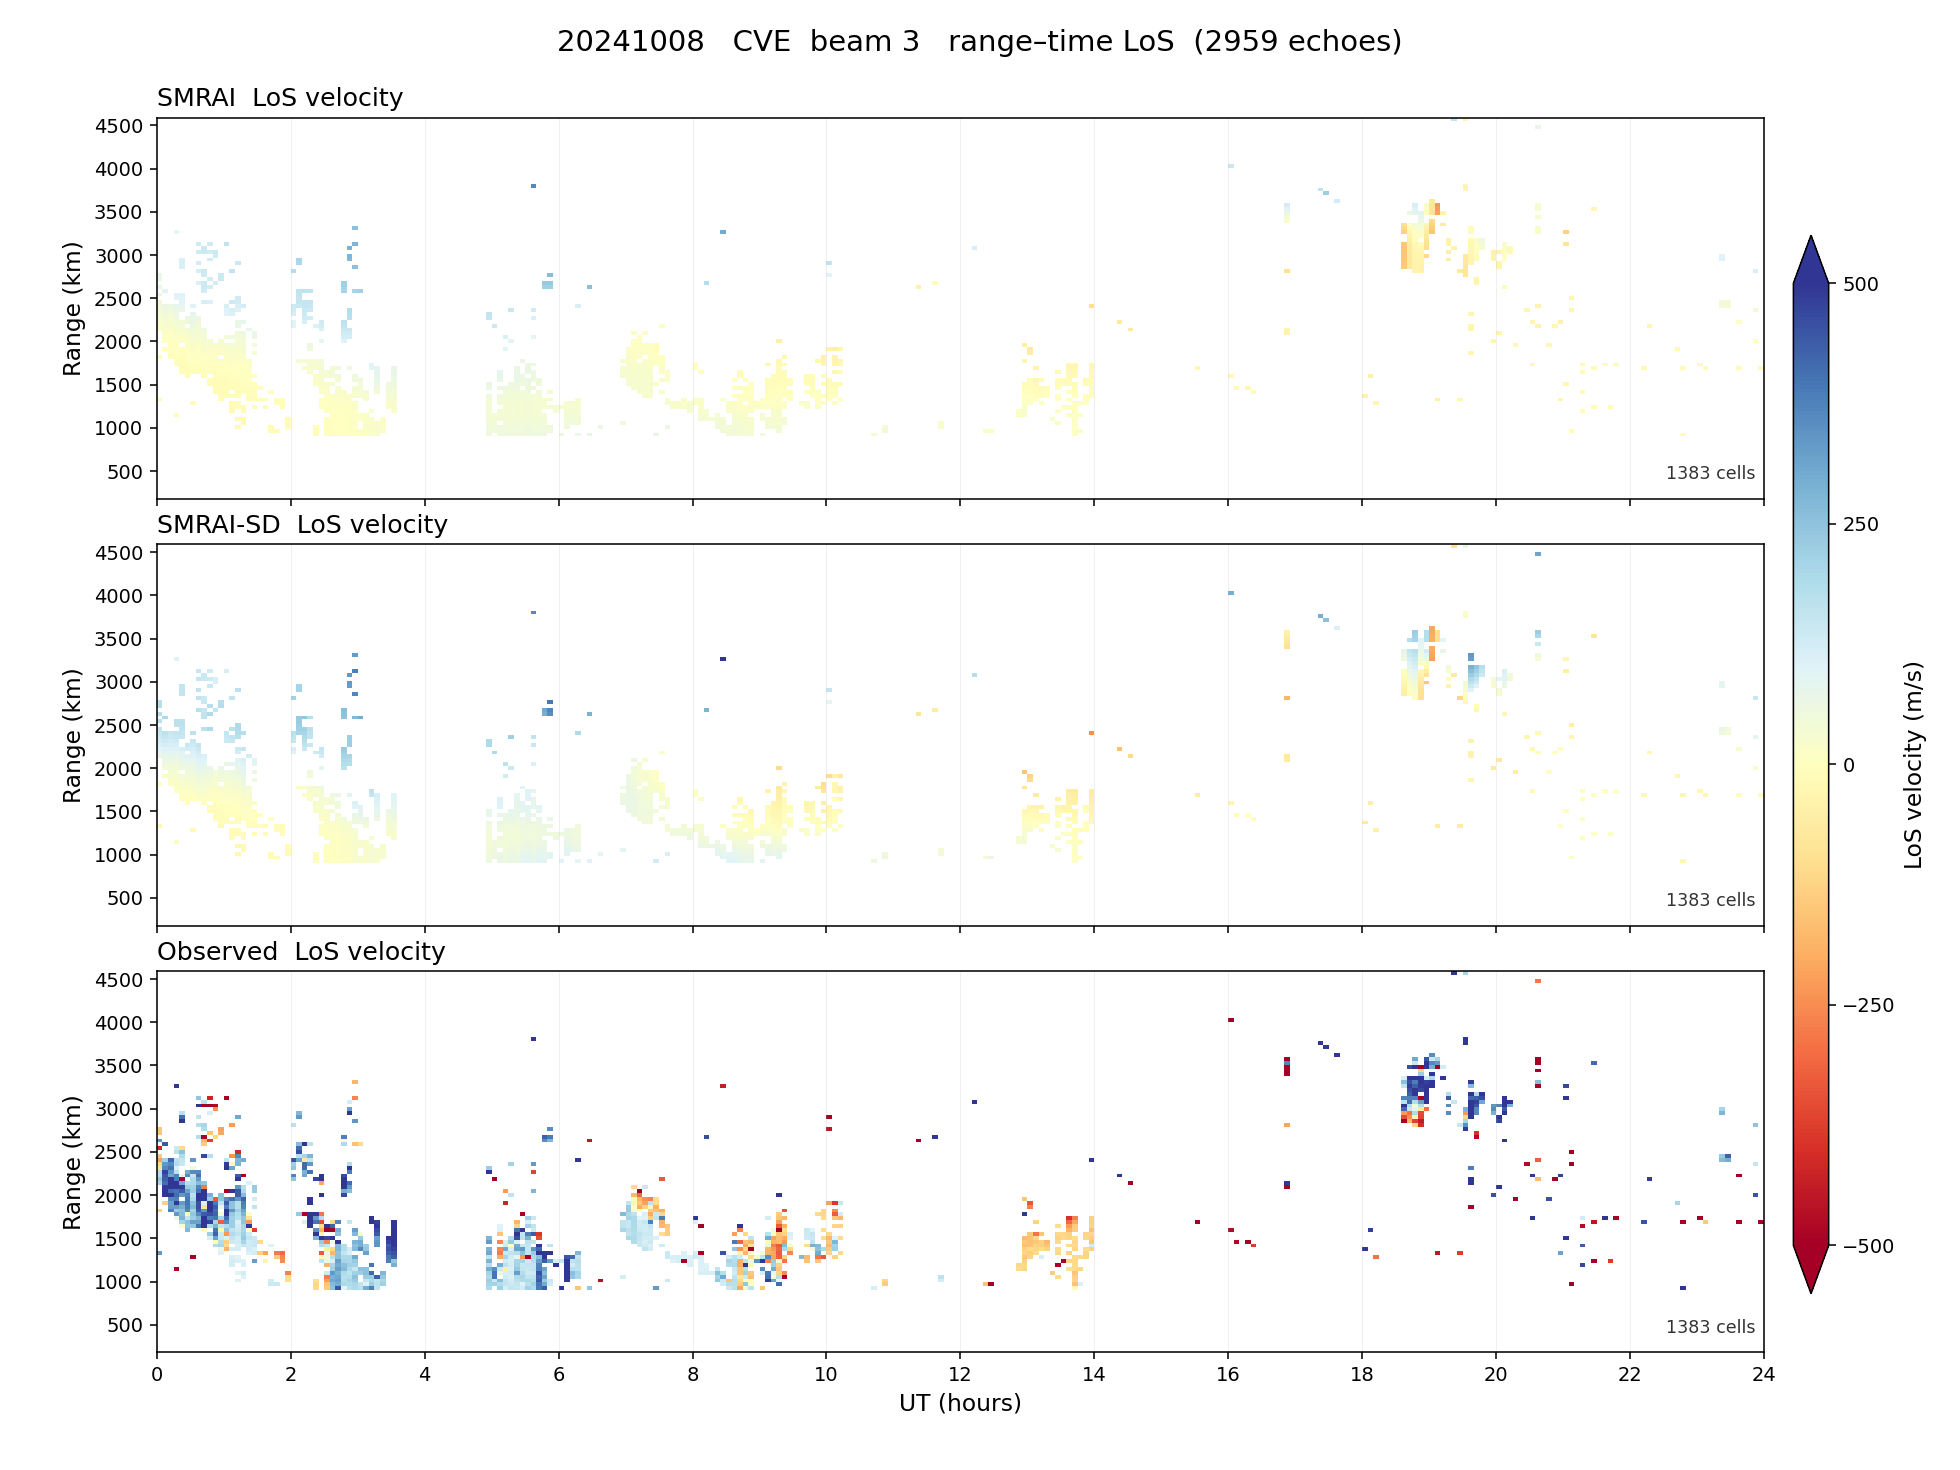 20241008   CVE  beam 3   range–time LoS  (2959 echoes)
SMRAI  LoS velocity
4500
4000
3500
3000
2500
2000
1500
1000
500
Range (km)
1383 cells
SMRAI-SD  LoS velocity
4500
4000
3500
3000
2500
2000
1500
1000
500
Range (km)
1383 cells
Observed  LoS velocity
4500
4000
3500
3000
2500
2000
1500
1000
500
Range (km)
1383 cells
0 2 4 6 8 10 12 14 16 18 20 22 24
UT (hours)
500
250
0
−250
−500
LoS velocity (m/s)